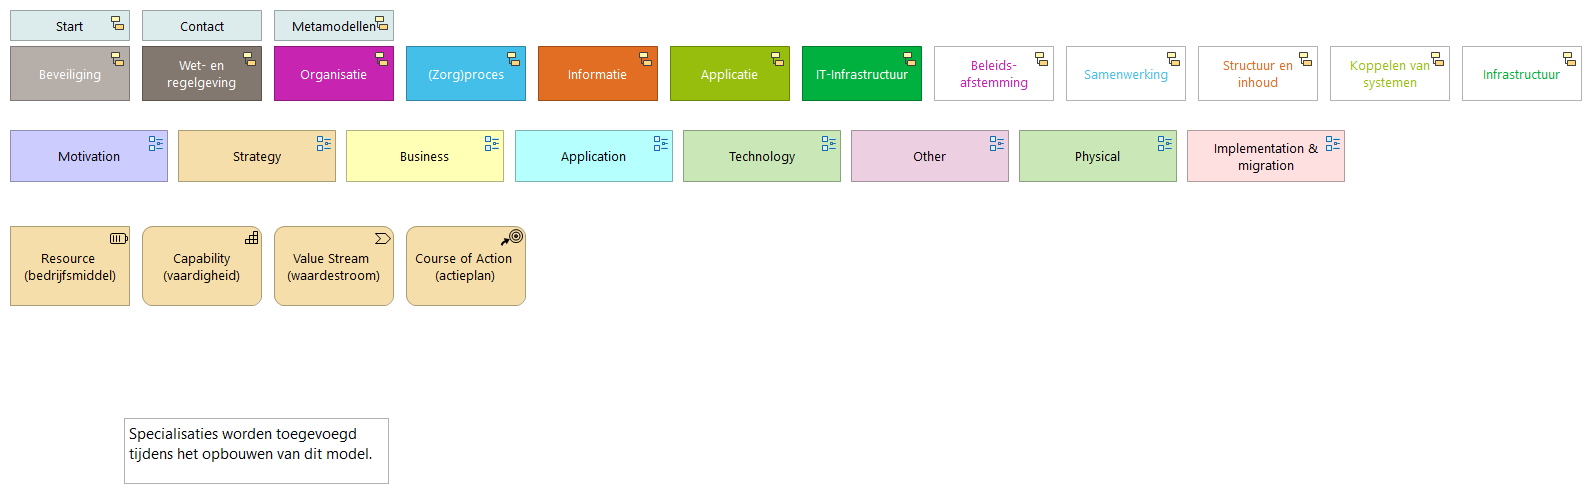 Start
Contact
Metamodellen
Beveiliging
Wet- en
regelgeving
Organisatie
(Zorg)proces
Informatie
Applicatie
IT-Infrastructuur
Beleids-
afstemming
Samenwerking
Structuur en
inhoud
Koppelen van
systemen
Infrastructuur
Motivation
Strategy
Business
Application
Technology
Other
Physical
Implementation &
migration
Resource
(bedrijfsmiddel)
Capability
(vaardigheid)
Value Stream
(waardestroom)
Course of Action
(actieplan)
Specialisaties worden toegevoegd
tijdens het opbouwen van dit model.